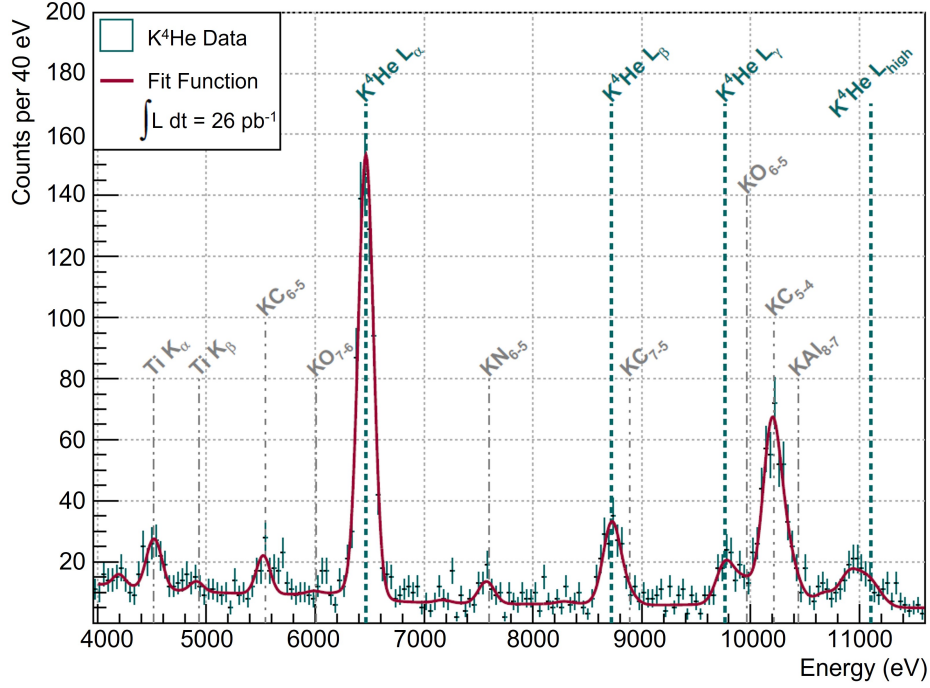 Counts per 40 eV
200
180
160
140
120
100
80
60
40
20
K⁴He Data
Fit Function
∫L dt = 26 pb⁻¹
K⁴He Lα
K⁴He Lβ
K⁴He Lγ
K⁴He Lhigh
KO6-5
KC6-5
KC5-4
Ti Kα
Ti Kβ
KO7-6
KN6-5
KC7-5
KAl8-7
4000 5000 6000 7000 8000 9000 10000 11000
Energy (eV)